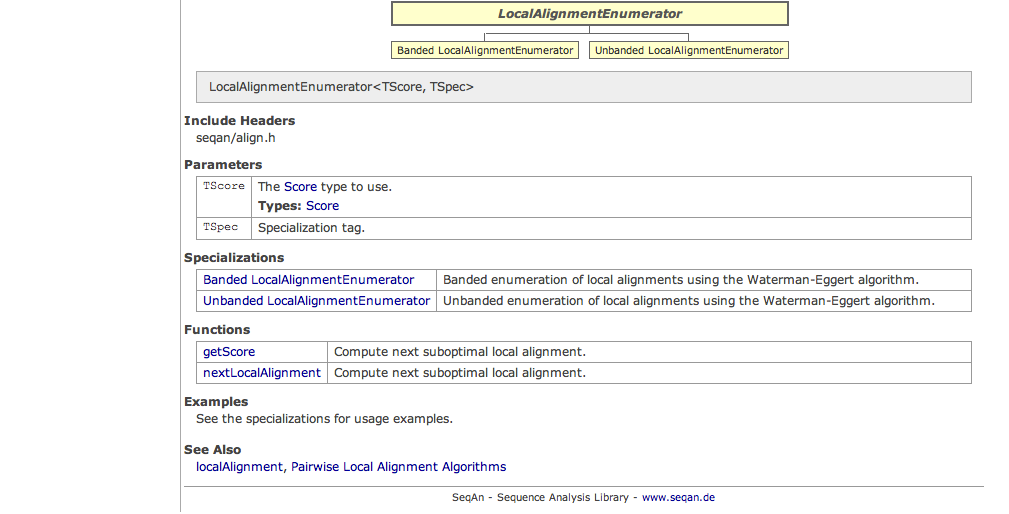 LocalAlignmentEnumerator
Banded LocalAlignmentEnumerator Unbanded LocalAlignmentEnumerator
LocalAlignmentEnumerator<TScore, TSpec>
Include Headers
seqan/align.h
Parameters
TScore The Score type to use.
Types: Score
TSpec Specialization tag.
Specializations
Banded LocalAlignmentEnumerator Banded enumeration of local alignments using the Waterman-Eggert algorithm.
Unbanded LocalAlignmentEnumerator Unbanded enumeration of local alignments using the Waterman-Eggert algorithm.
Functions
getScore Compute next suboptimal local alignment.
nextLocalAlignment Compute next suboptimal local alignment.
Examples
See the specializations for usage examples.
See Also
localAlignment, Pairwise Local Alignment Algorithms
SeqAn - Sequence Analysis Library - www.seqan.de